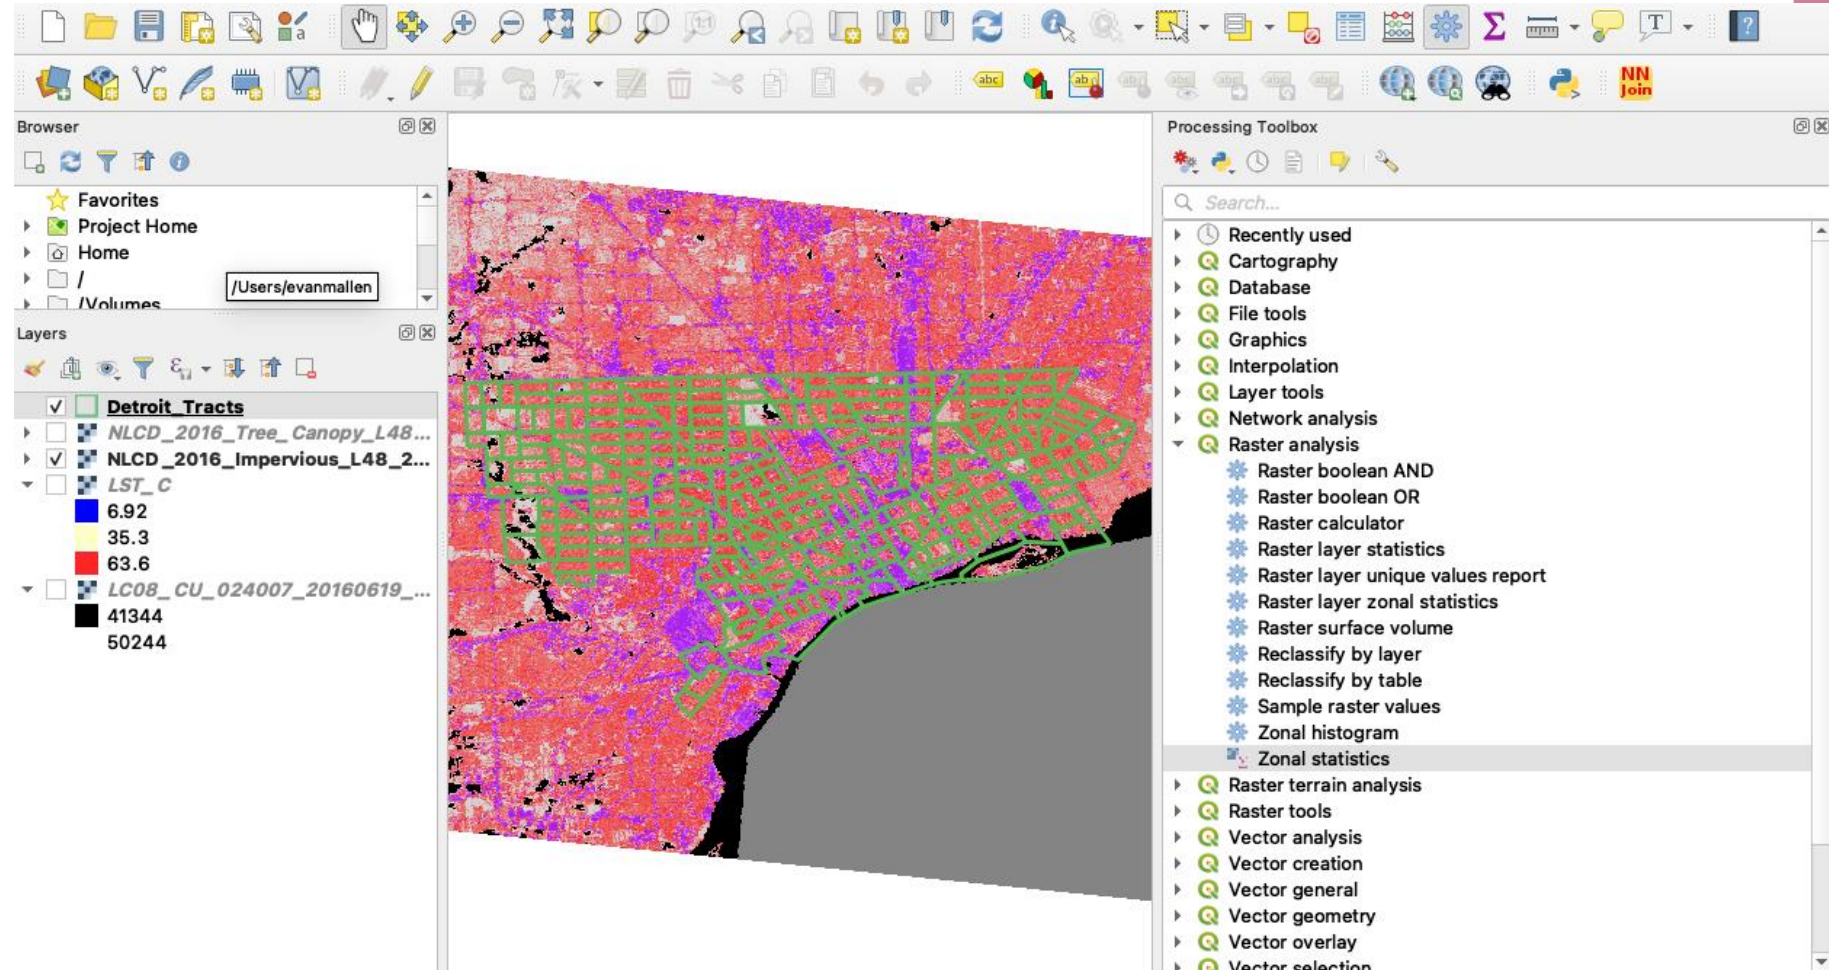 a
1:1
T
?
abc
ab
NN
Join
Browser
Favorites
Project Home
Home
/
/Volumes
/Users/evanmallen
Layers
Detroit_Tracts
NLCD_2016_Tree_Canopy_L48...
NLCD_2016_Impervious_L48_2...
LST_C
6.92
35.3
63.6
LC08_CU_024007_20160619_...
41344
50244
Processing Toolbox
Search...
Recently used
Cartography
Database
File tools
Graphics
Interpolation
Layer tools
Network analysis
Raster analysis
Raster boolean AND
Raster boolean OR
Raster calculator
Raster layer statistics
Raster layer unique values report
Raster layer zonal statistics
Raster surface volume
Reclassify by layer
Reclassify by table
Sample raster values
Zonal histogram
Zonal statistics
Raster terrain analysis
Raster tools
Vector analysis
Vector creation
Vector general
Vector geometry
Vector overlay
Vector selection